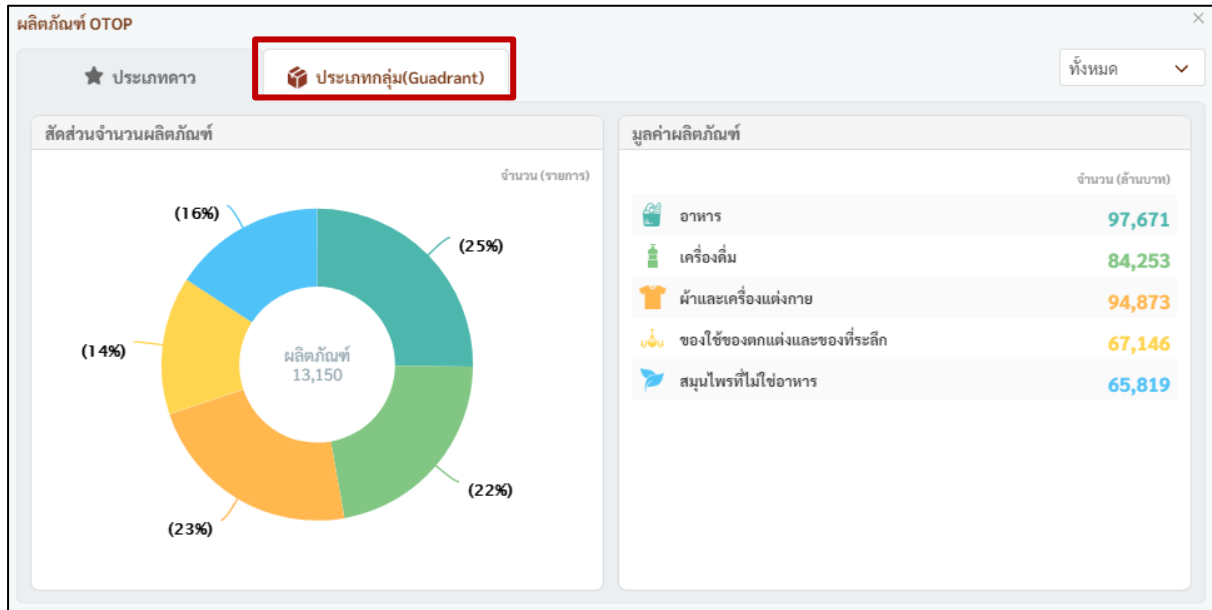 ผลิตภัณฑ์ OTOP
×
ประเภทดาว
ประเภทกลุ่ม(Guadrant)
ทั้งหมด
สัดส่วนจำนวนผลิตภัณฑ์
จำนวน (รายการ)
(16%)
(25%)
(14%)
ผลิตภัณฑ์
13,150
(22%)
(23%)
มูลค่าผลิตภัณฑ์
จำนวน (ล้านบาท)
อาหาร 97,671
เครื่องดื่ม 84,253
ผ้าและเครื่องแต่งกาย 94,873
ของใช้ของตกแต่งและของที่ระลึก 67,146
สมุนไพรที่ไม่ใช่อาหาร 65,819